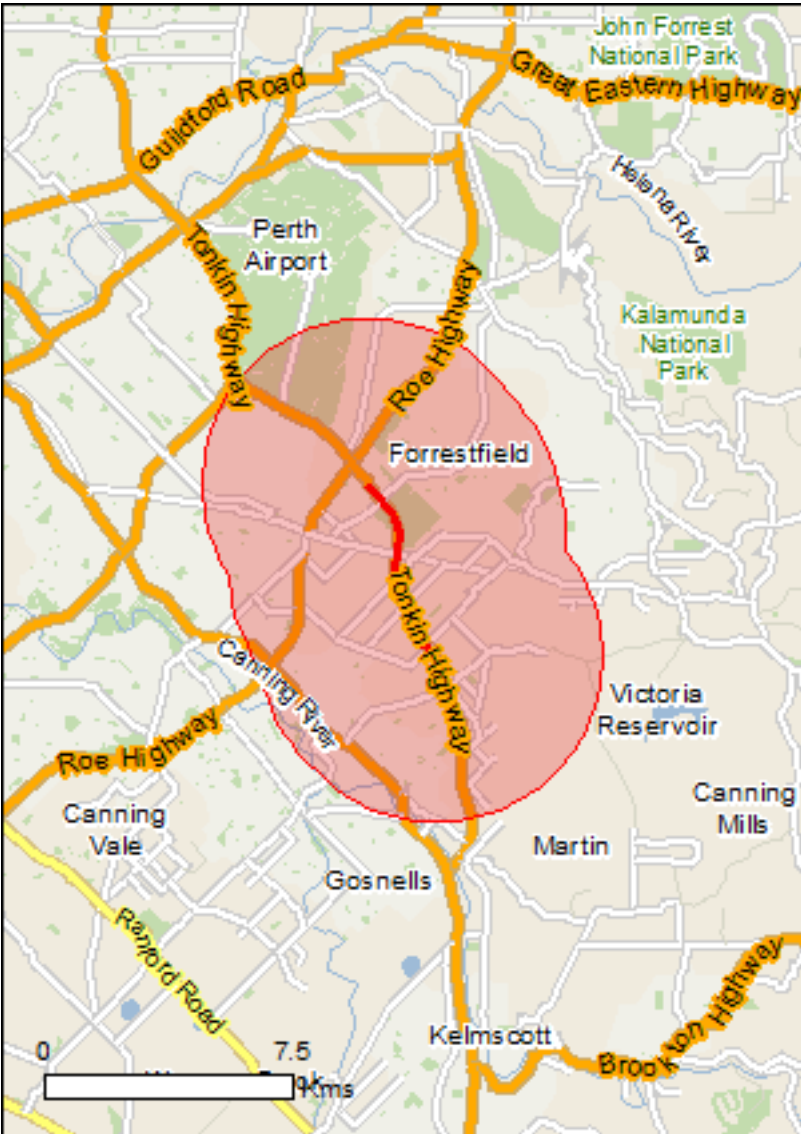 John Forrest
National Park
Great Eastern Highway
Guildford Road
Helena River
Perth
Airport
Tonkin Highway
Roe Highway
Kalamunda
National
Park
Forrestfield
Tonkin Highway
Canning River
Victoria
Reservoir
Roe Highway
Canning
Mills
Canning
Vale
Martin
Gosnells
Ranford Road
Brookton Highway
Kelmscott
0 7.5
Kms